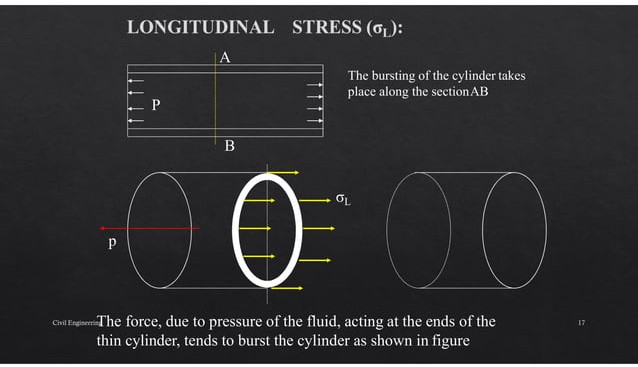 LONGITUDINAL STRESS (σL):
A
The bursting of the cylinder takes
place along the sectionAB
P
B
σL
p
The force, due to pressure of the fluid, acting at the ends of the
thin cylinder, tends to burst the cylinder as shown in figure
Civil Engineering
17